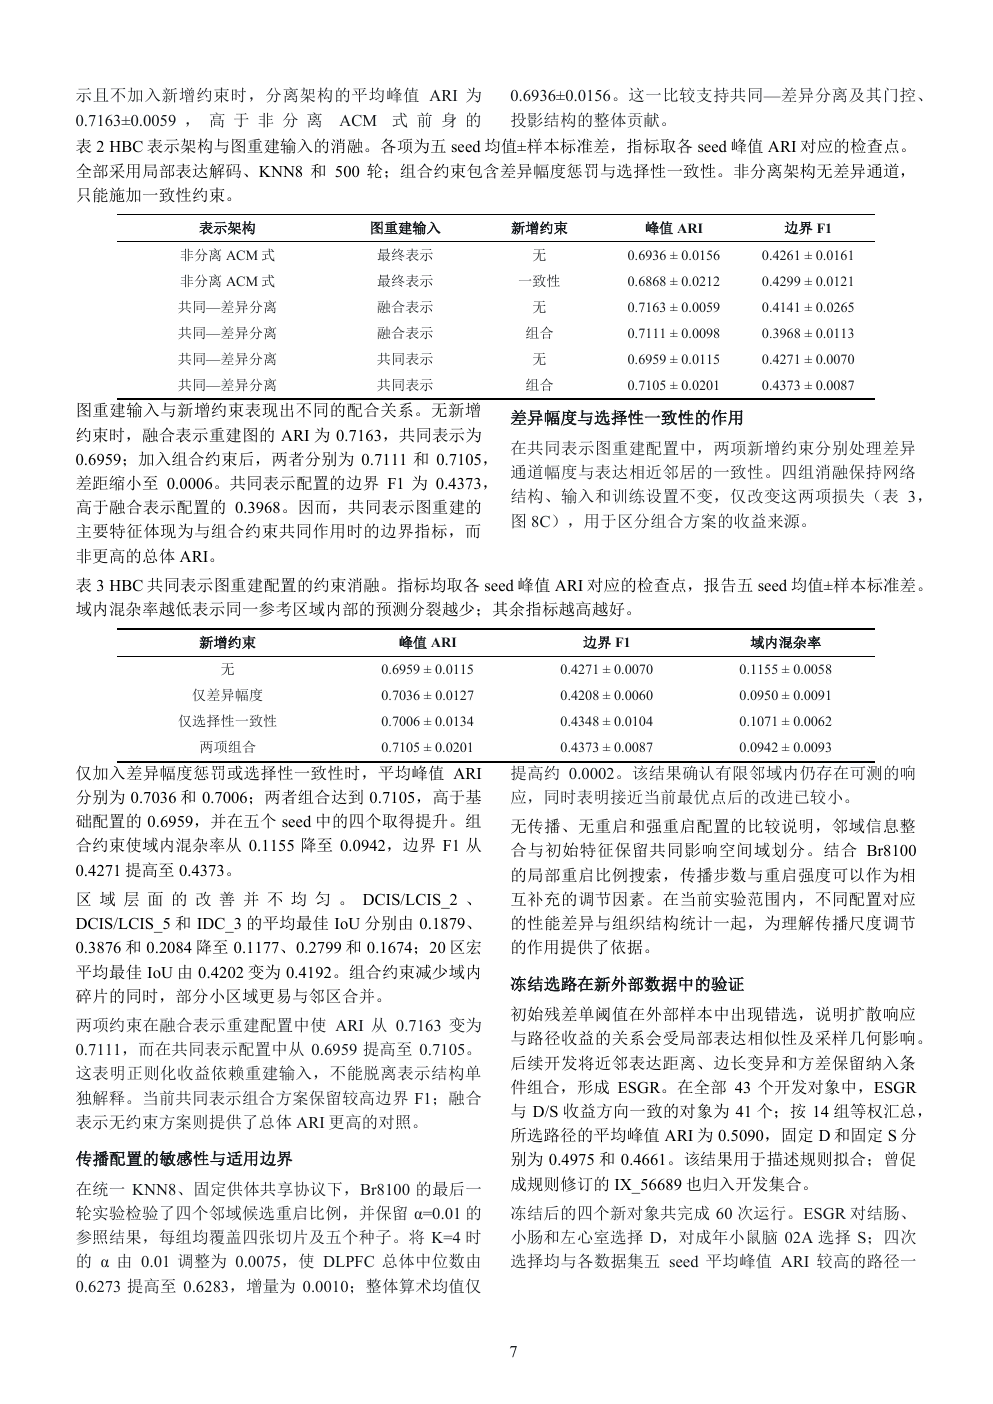 示且不加入新增约束时，分离架构的平均峰值 ARI 为
0.7163±0.0059，高于非分离 ACM 式前身的
0.6936±0.0156。这一比较支持共同—差异分离及其门控、
投影结构的整体贡献。
表 2 HBC 表示架构与图重建输入的消融。各项为五 seed 均值±样本标准差，指标取各 seed 峰值 ARI 对应的检查点。
全部采用局部表达解码、KNN8 和 500 轮；组合约束包含差异幅度惩罚与选择性一致性。非分离架构无差异通道，
只能施加一致性约束。
表示架构 图重建输入 新增约束 峰值 ARI 边界 F1
非分离 ACM 式 最终表示 无 0.6936 ± 0.0156 0.4261 ± 0.0161
非分离 ACM 式 最终表示 一致性 0.6868 ± 0.0212 0.4299 ± 0.0121
共同—差异分离 融合表示 无 0.7163 ± 0.0059 0.4141 ± 0.0265
共同—差异分离 融合表示 组合 0.7111 ± 0.0098 0.3968 ± 0.0113
共同—差异分离 共同表示 无 0.6959 ± 0.0115 0.4271 ± 0.0070
共同—差异分离 共同表示 组合 0.7105 ± 0.0201 0.4373 ± 0.0087
图重建输入与新增约束表现出不同的配合关系。无新增
约束时，融合表示重建图的 ARI 为 0.7163，共同表示为
0.6959；加入组合约束后，两者分别为 0.7111 和 0.7105，
差距缩小至 0.0006。共同表示配置的边界 F1 为 0.4373，
高于融合表示配置的 0.3968。因而，共同表示图重建的
主要特征体现为与组合约束共同作用时的边界指标，而
非更高的总体 ARI。
差异幅度与选择性一致性的作用
在共同表示图重建配置中，两项新增约束分别处理差异
通道幅度与表达相近邻居的一致性。四组消融保持网络
结构、输入和训练设置不变，仅改变这两项损失（表 3，
图 8C），用于区分组合方案的收益来源。
表 3 HBC 共同表示图重建配置的约束消融。指标均取各 seed 峰值 ARI 对应的检查点，报告五 seed 均值±样本标准差。
域内混杂率越低表示同一参考区域内部的预测分裂越少；其余指标越高越好。
新增约束 峰值 ARI 边界 F1 域内混杂率
无 0.6959 ± 0.0115 0.4271 ± 0.0070 0.1155 ± 0.0058
仅差异幅度 0.7036 ± 0.0127 0.4208 ± 0.0060 0.0950 ± 0.0091
仅选择性一致性 0.7006 ± 0.0134 0.4348 ± 0.0104 0.1071 ± 0.0062
两项组合 0.7105 ± 0.0201 0.4373 ± 0.0087 0.0942 ± 0.0093
仅加入差异幅度惩罚或选择性一致性时，平均峰值 ARI
分别为 0.7036 和 0.7006；两者组合达到 0.7105，高于基
础配置的 0.6959，并在五个 seed 中的四个取得提升。组
合约束使域内混杂率从 0.1155 降至 0.0942，边界 F1 从
0.4271 提高至 0.4373。
区域层面的改善并不均匀。DCIS/LCIS_2、
DCIS/LCIS_5 和 IDC_3 的平均最佳 IoU 分别由 0.1879、
0.3876 和 0.2084 降至 0.1177、0.2799 和 0.1674；20 区宏
平均最佳 IoU 由 0.4202 变为 0.4192。组合约束减少域内
碎片的同时，部分小区域更易与邻区合并。
两项约束在融合表示重建配置中使 ARI 从 0.7163 变为
0.7111，而在共同表示配置中从 0.6959 提高至 0.7105。
这表明正则化收益依赖重建输入，不能脱离表示结构单
独解释。当前共同表示组合方案保留较高边界 F1；融合
表示无约束方案则提供了总体 ARI 更高的对照。
传播配置的敏感性与适用边界
在统一 KNN8、固定供体共享协议下，Br8100 的最后一
轮实验检验了四个邻域候选重启比例，并保留 α=0.01 的
参照结果，每组均覆盖四张切片及五个种子。将 K=4 时
的 α 由 0.01 调整为 0.0075，使 DLPFC 总体中位数由
0.6273 提高至 0.6283，增量为 0.0010；整体算术均值仅
提高约 0.0002。该结果确认有限邻域内仍存在可测的响
应，同时表明接近当前最优点后的改进已较小。
无传播、无重启和强重启配置的比较说明，邻域信息整
合与初始特征保留共同影响空间域划分。结合 Br8100
的局部重启比例搜索，传播步数与重启强度可以作为相
互补充的调节因素。在当前实验范围内，不同配置对应
的性能差异与组织结构统计一起，为理解传播尺度调节
的作用提供了依据。
冻结选路在新外部数据中的验证
初始残差单阈值在外部样本中出现错选，说明扩散响应
与路径收益的关系会受局部表达相似性及采样几何影响。
后续开发将近邻表达距离、边长变异和方差保留纳入条
件组合，形成 ESGR。在全部 43 个开发对象中，ESGR
与 D/S 收益方向一致的对象为 41 个；按 14 组等权汇总，
所选路径的平均峰值 ARI 为 0.5090，固定 D 和固定 S 分
别为 0.4975 和 0.4661。该结果用于描述规则拟合；曾促
成规则修订的 IX_56689 也归入开发集合。
冻结后的四个新对象共完成 60 次运行。ESGR 对结肠、
小肠和左心室选择 D，对成年小鼠脑 02A 选择 S；四次
选择均与各数据集五 seed 平均峰值 ARI 较高的路径一
7